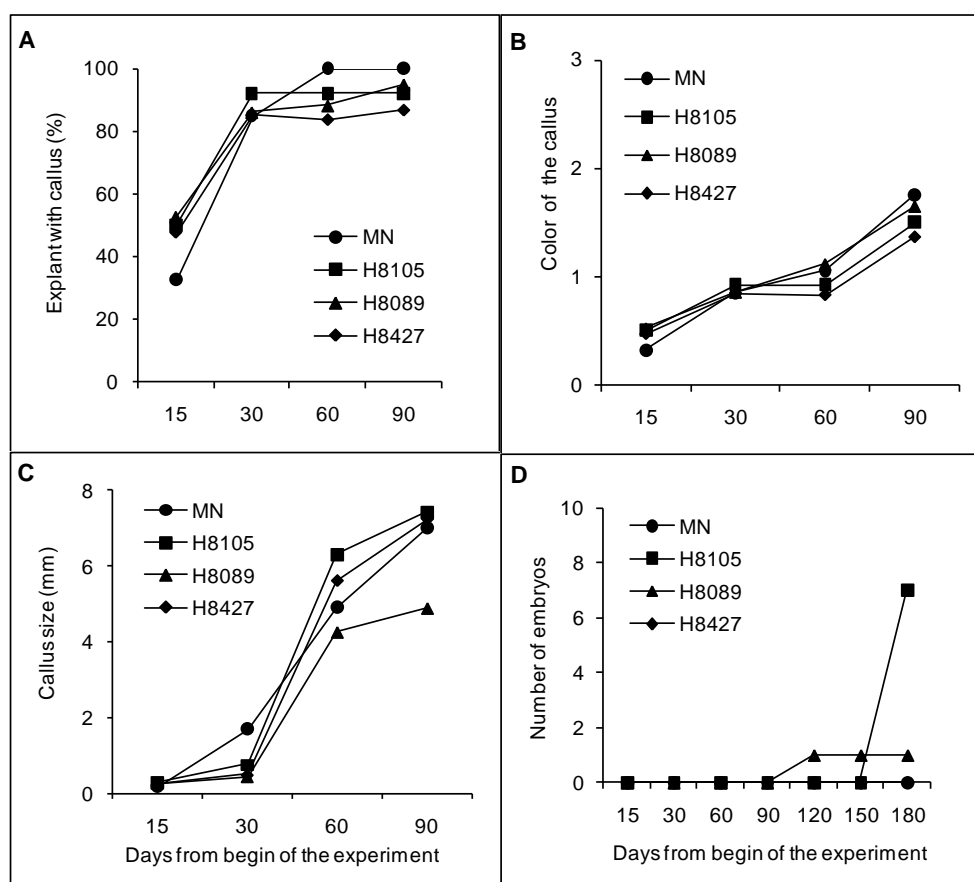 A
Explant with callus (%)
100
80
60
40
20
0
15 30 60 90
MN
H8105
H8089
H8427
B
Color of the callus
3
2
1
0
15 30 60 90
MN
H8105
H8089
H8427
C
Callus size (mm)
8
6
4
2
0
15 30 60 90
MN
H8105
H8089
H8427
Days from begin of the experiment
D
Number of embryos
10
8
6
4
2
0
15 30 60 90 120 150 180
MN
H8105
H8089
H8427
Days from begin of the experiment